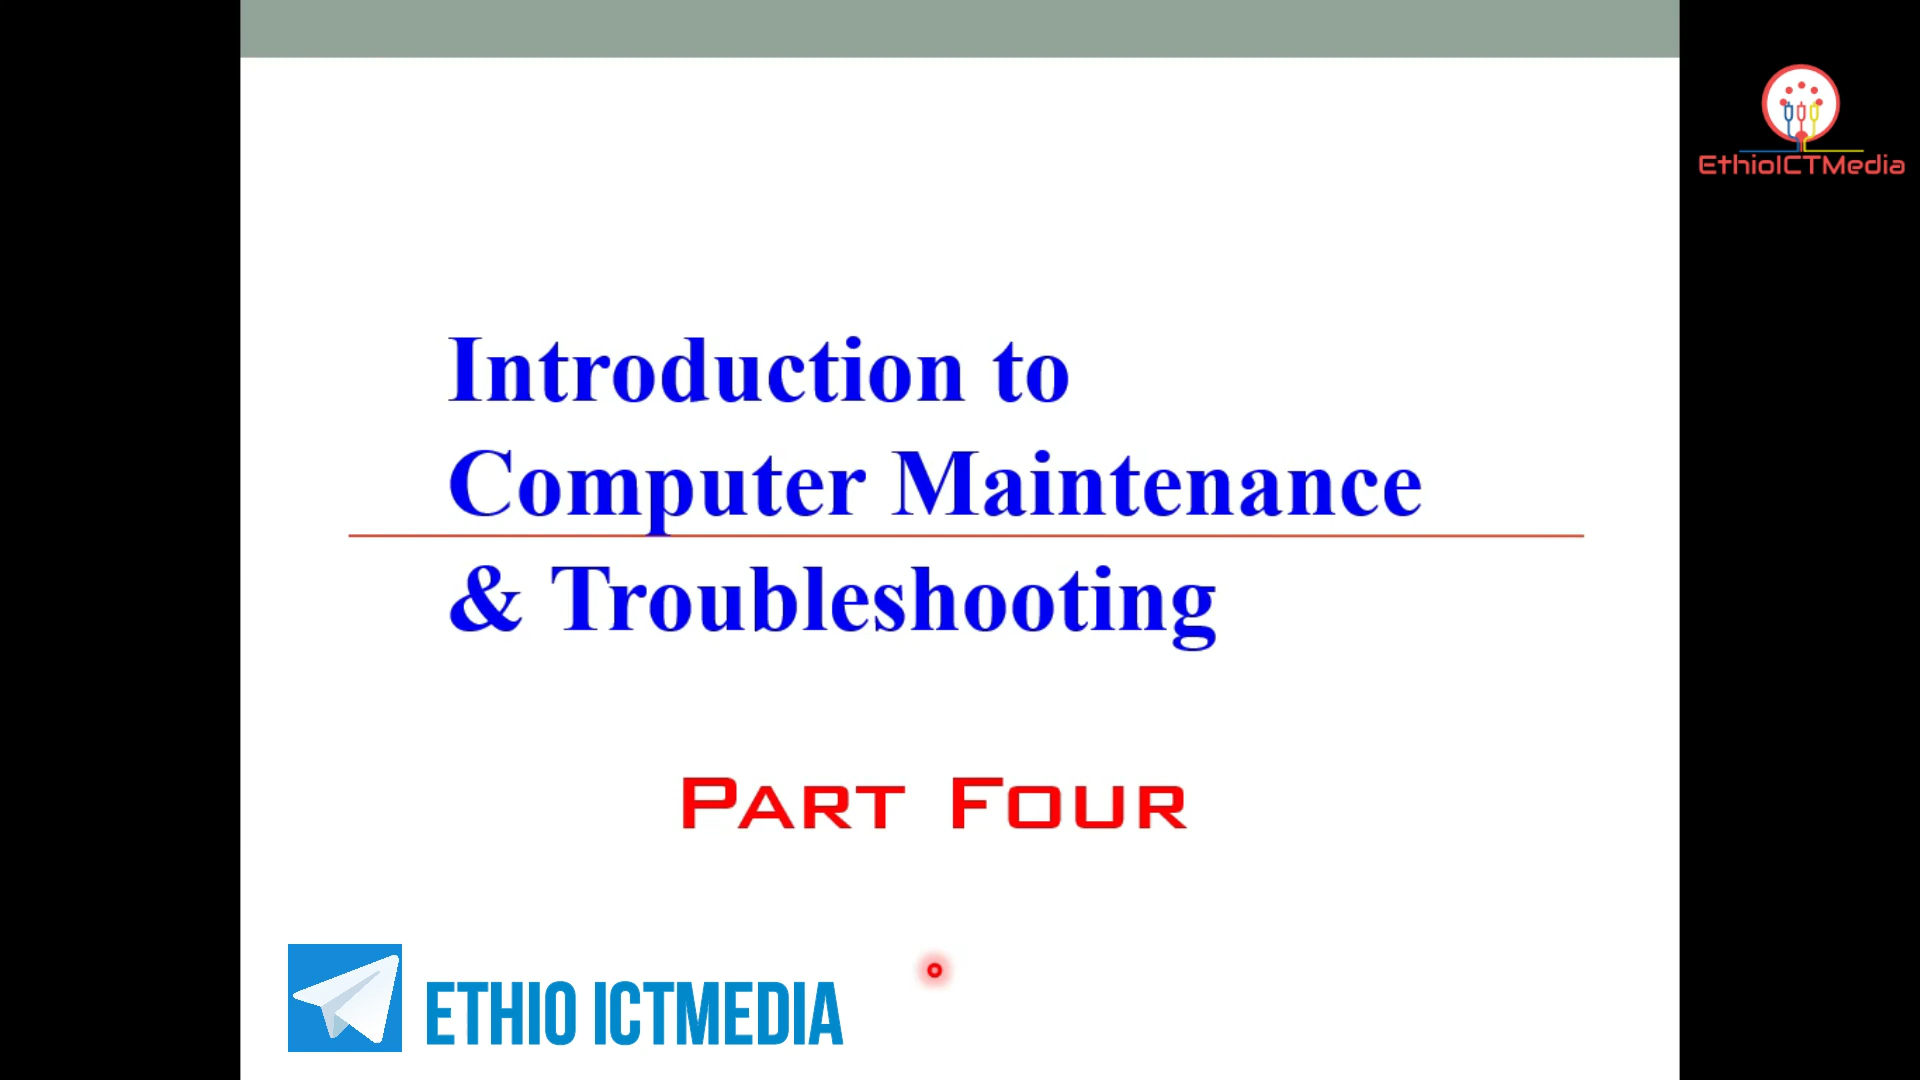 EthioICTMedia
Introduction to
Computer Maintenance
& Troubleshooting
Part Four
ETHIO ICTMEDIA